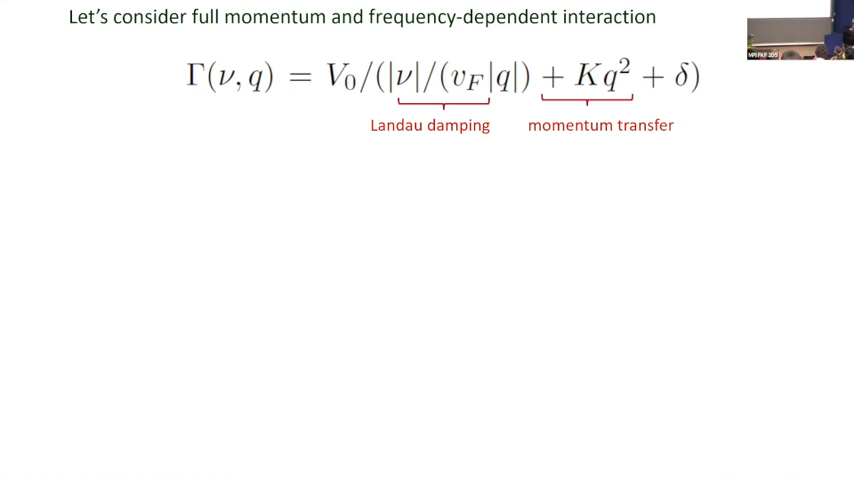 Let's consider full momentum and frequency-dependent interaction
Γ(ν, q) = V₀/(|ν|/(v_F|q|) + Kq² + δ)
Landau damping
momentum transfer